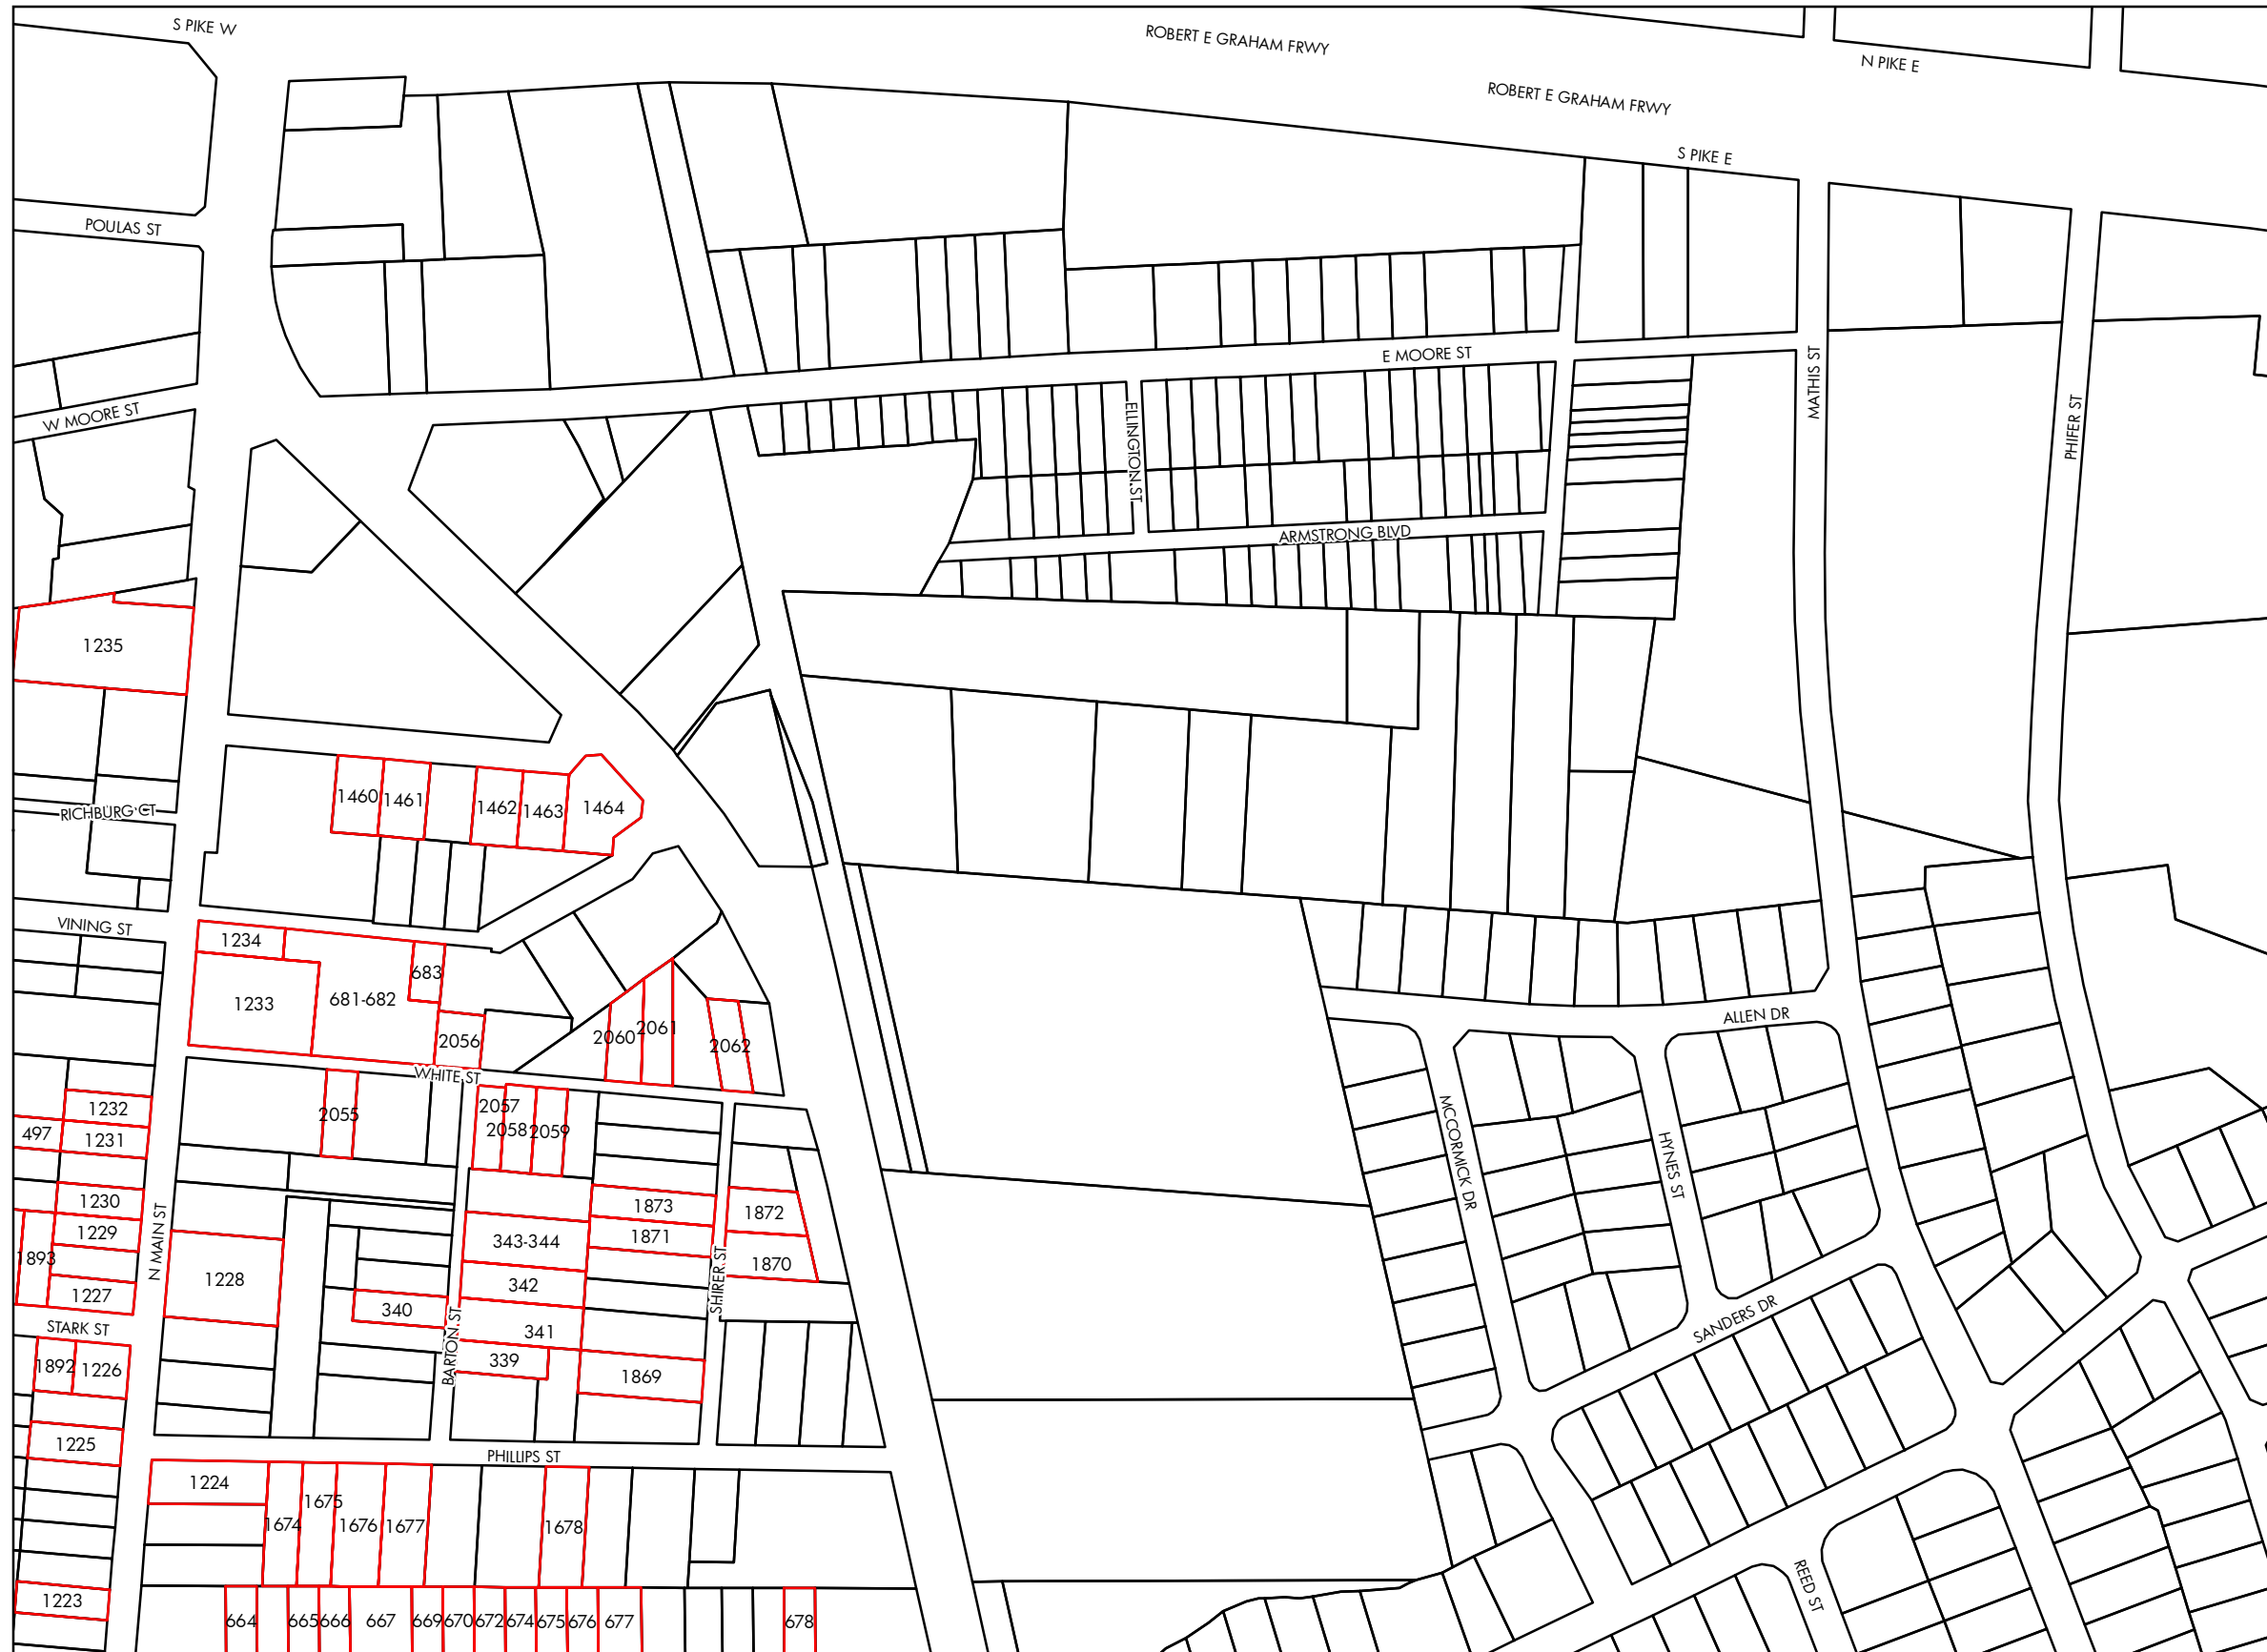 S PIKE W
ROBERT E GRAHAM FRWY
N PIKE E
ROBERT E GRAHAM FRWY
S PIKE E
POULAS ST
E MOORE ST
MATHIS ST
W MOORE ST
ELLINGTON ST
PHIFER ST
ARMSTRONG BLVD
1235
1460
1461
1462
1463
1464
RICHBURG CT
VINING ST
1234
683
681-682
1233
2056
2060
2061
2062
ALLEN DR
WHITE ST
1232
2055
2057
2058
2059
497
1231
MCCORMICK DR
HYNES ST
1230
1873
1872
1229
343-344
1871
N MAIN ST
1893
1228
342
1870
SHIRER ST
1227
340
STARK ST
341
BARTON ST
SANDERS DR
1892
1226
339
1869
1225
PHILLIPS ST
1224
1675
1674
1676
1677
1678
REED ST
1223
664
665
666
667
669
670
672
674
675
676
677
678